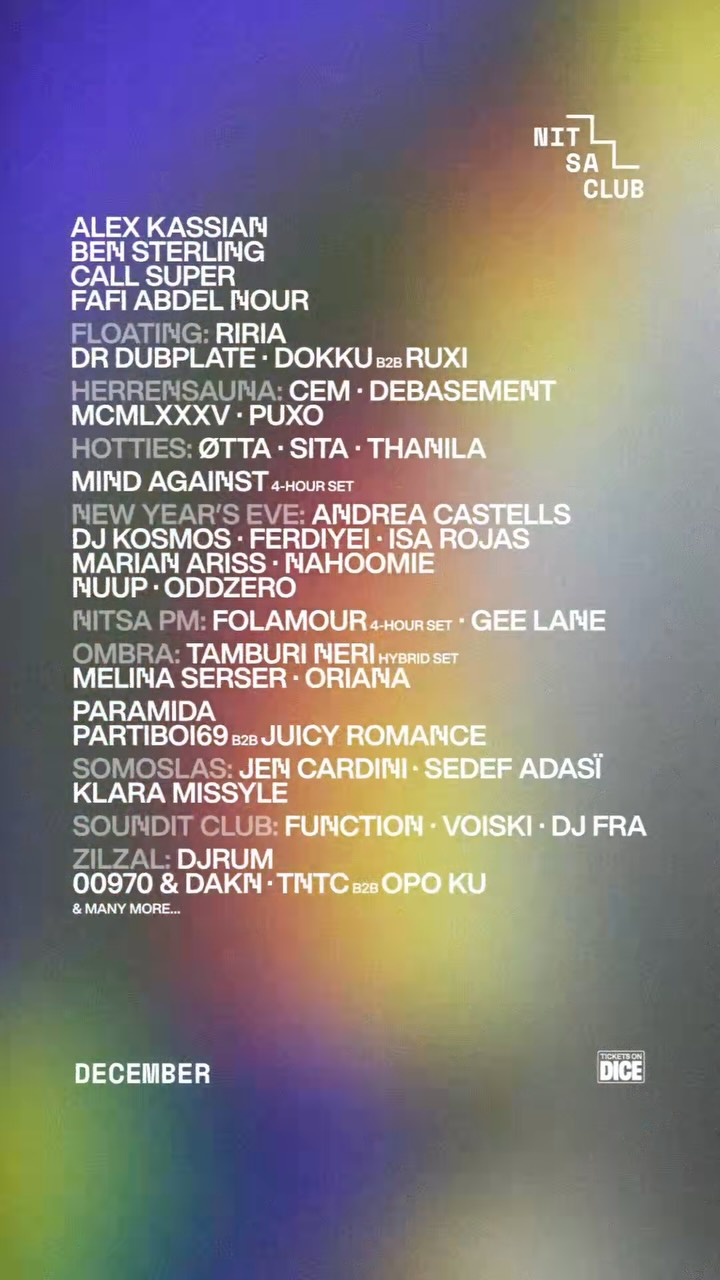 NIT
SA
CLUB
ALEX KASSIAN
BEN STERLING
CALL SUPER
FAFI ABDEL NOUR
FLOATING: RIRIA
DR DUBPLATE · DOKKU B2B RUXI
HERRENSAUNA: CEM · DEBASEMENT
MCMLXXXV · PUXO
HOTTIES: ØTTA · SITA · THANILA
MIND AGAINST 4-HOUR SET
NEW YEAR'S EVE: ANDREA CASTELLS
DJ KOSMOS · FERDIYEI · ISA ROJAS
MARIAN ARISS · NAHOOMIE
NUUP · ODDZERO
NITSA PM: FOLAMOUR 4-HOUR SET · GEE LANE
OMBRA: TAMBURI NERI HYBRID SET
MELINA SERSER · ORIANA
PARAMIDA
PARTIBOI69 B2B JUICY ROMANCE
SOMOSLAS: JEN CARDINI · SEDEF ADASÏ
KLARA MISSYLE
SOUNDIT CLUB: FUNCTION · VOISKI · DJ FRA
ZILZAL: DJRUM
00970 & DAKN · TNTC B2B OPO KU
& MANY MORE...
DECEMBER
TICKETS ON
DICE